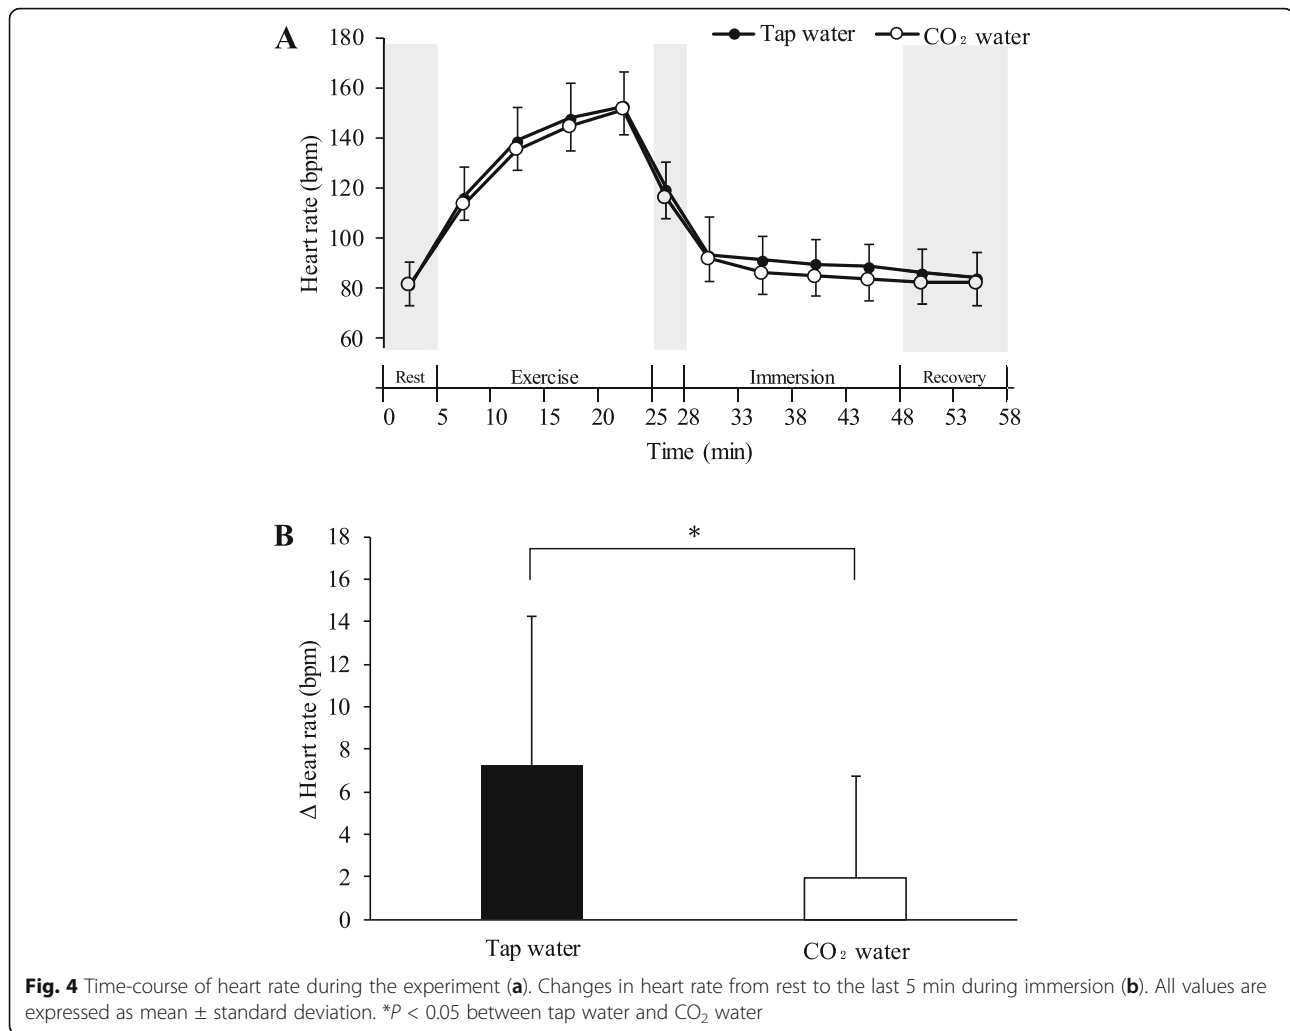 A
Tap water
CO₂ water
180
160
140
120
100
80
60
Heart rate (bpm)
Rest
Exercise
Immersion
Recovery
0 5 10 15 20 25 28 33 38 43 48 53 58
Time (min)
B
*
18
16
14
12
10
8
6
4
2
0
Δ Heart rate (bpm)
Tap water
CO₂ water
Fig. 4 Time-course of heart rate during the experiment (a). Changes in heart rate from rest to the last 5 min during immersion (b). All values are
expressed as mean ± standard deviation. *P < 0.05 between tap water and CO₂ water